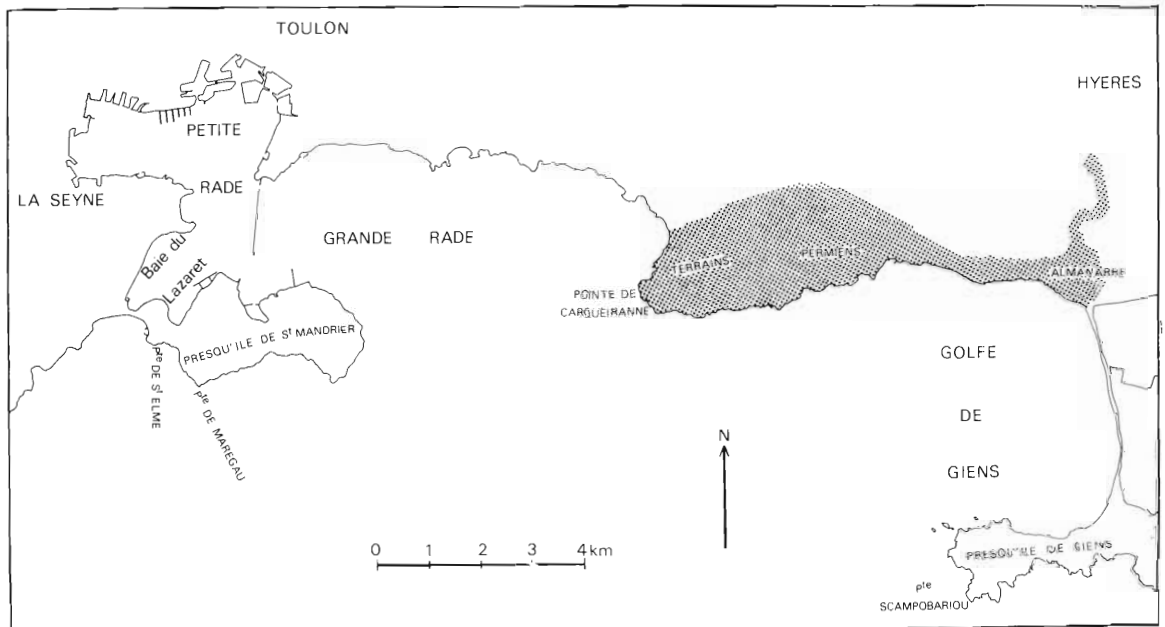 TOULON
HYERES
PETITE
RADE
LA SEYNE
GRANDE RADE
Baie du
Lazaret
TERRAINS PERMIENS
ALMANARRE
POINTE DE
CARQUEIRANNE
PRESQU'ILE DE St MANDRIER
Pte DE St ELME
Pte DE MAREGAU
GOLFE
DE
GIENS
N
0 1 2 3 4 km
PRESQU'ILE DE GIENS
Pte
SCAMPOBARIOU